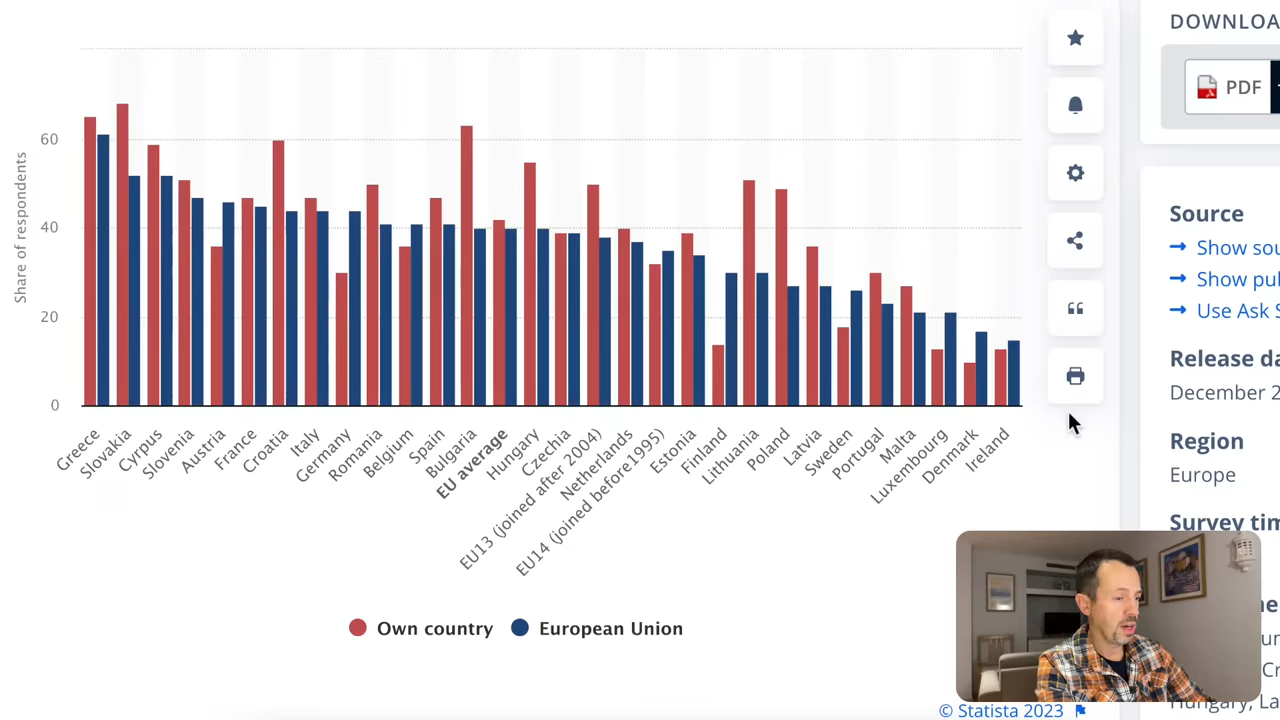 DOWNLOA
PDF
60
40
20
0
Share of respondents
Greece
Slovakia
Cyrpus
Slovenia
Austria
France
Croatia
Italy
Germany
Romania
Belgium
Spain
Bulgaria
EU average
Hungary
Czechia
EU13 (joined after 2004)
Netherlands
EU14 (joined before1995)
Estonia
Finland
Lithuania
Poland
Latvia
Sweden
Portugal
Malta
Luxembourg
Denmark
Ireland
Own country
European Union
Source
→ Show sou
→ Show pul
→ Use Ask S
Release da
December 2
Region
Europe
Survey tim
Hungary, La
© Statista 2023